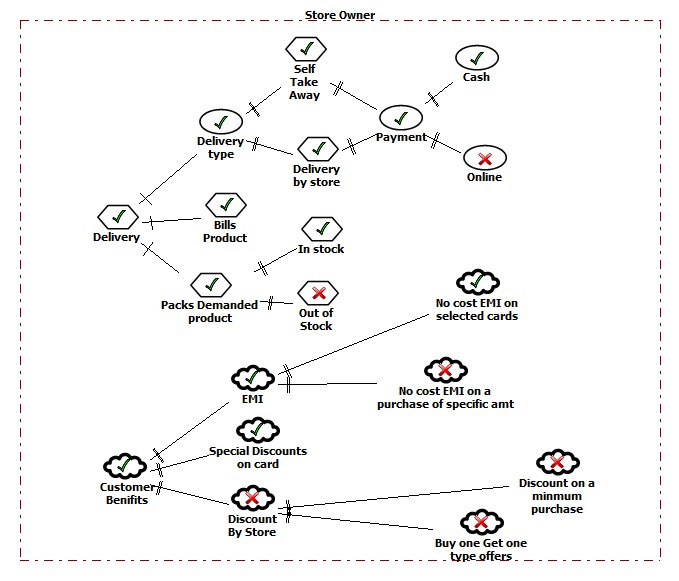 Store Owner
Self
Take
Away
Cash
Delivery
type
Payment
Delivery
by store
Online
Delivery
Bills
Product
In stock
Packs Demanded
product
Out of
Stock
No cost EMI on
selected cards
EMI
No cost EMI on a
purchase of specific amt
Special Discounts
on card
Customer
Benifits
Discount
By Store
Discount on a
minmum
purchase
Buy one Get one
type offers